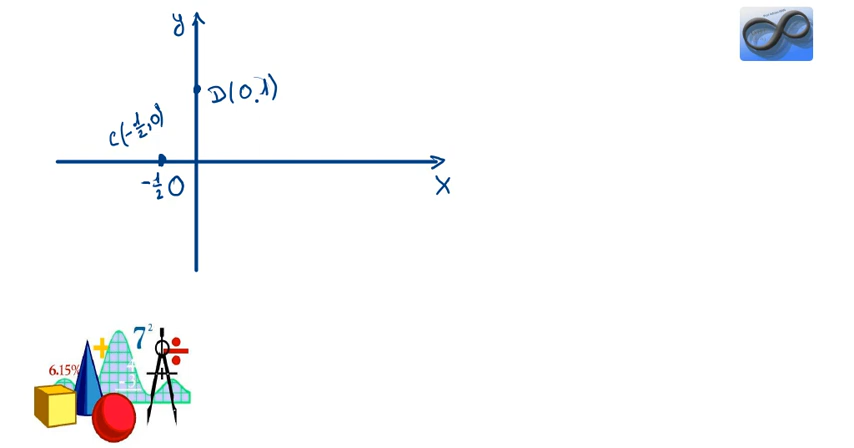 y
D(0,1)
C(-1/2,0)
-1/2 O
X
7²
6.15%